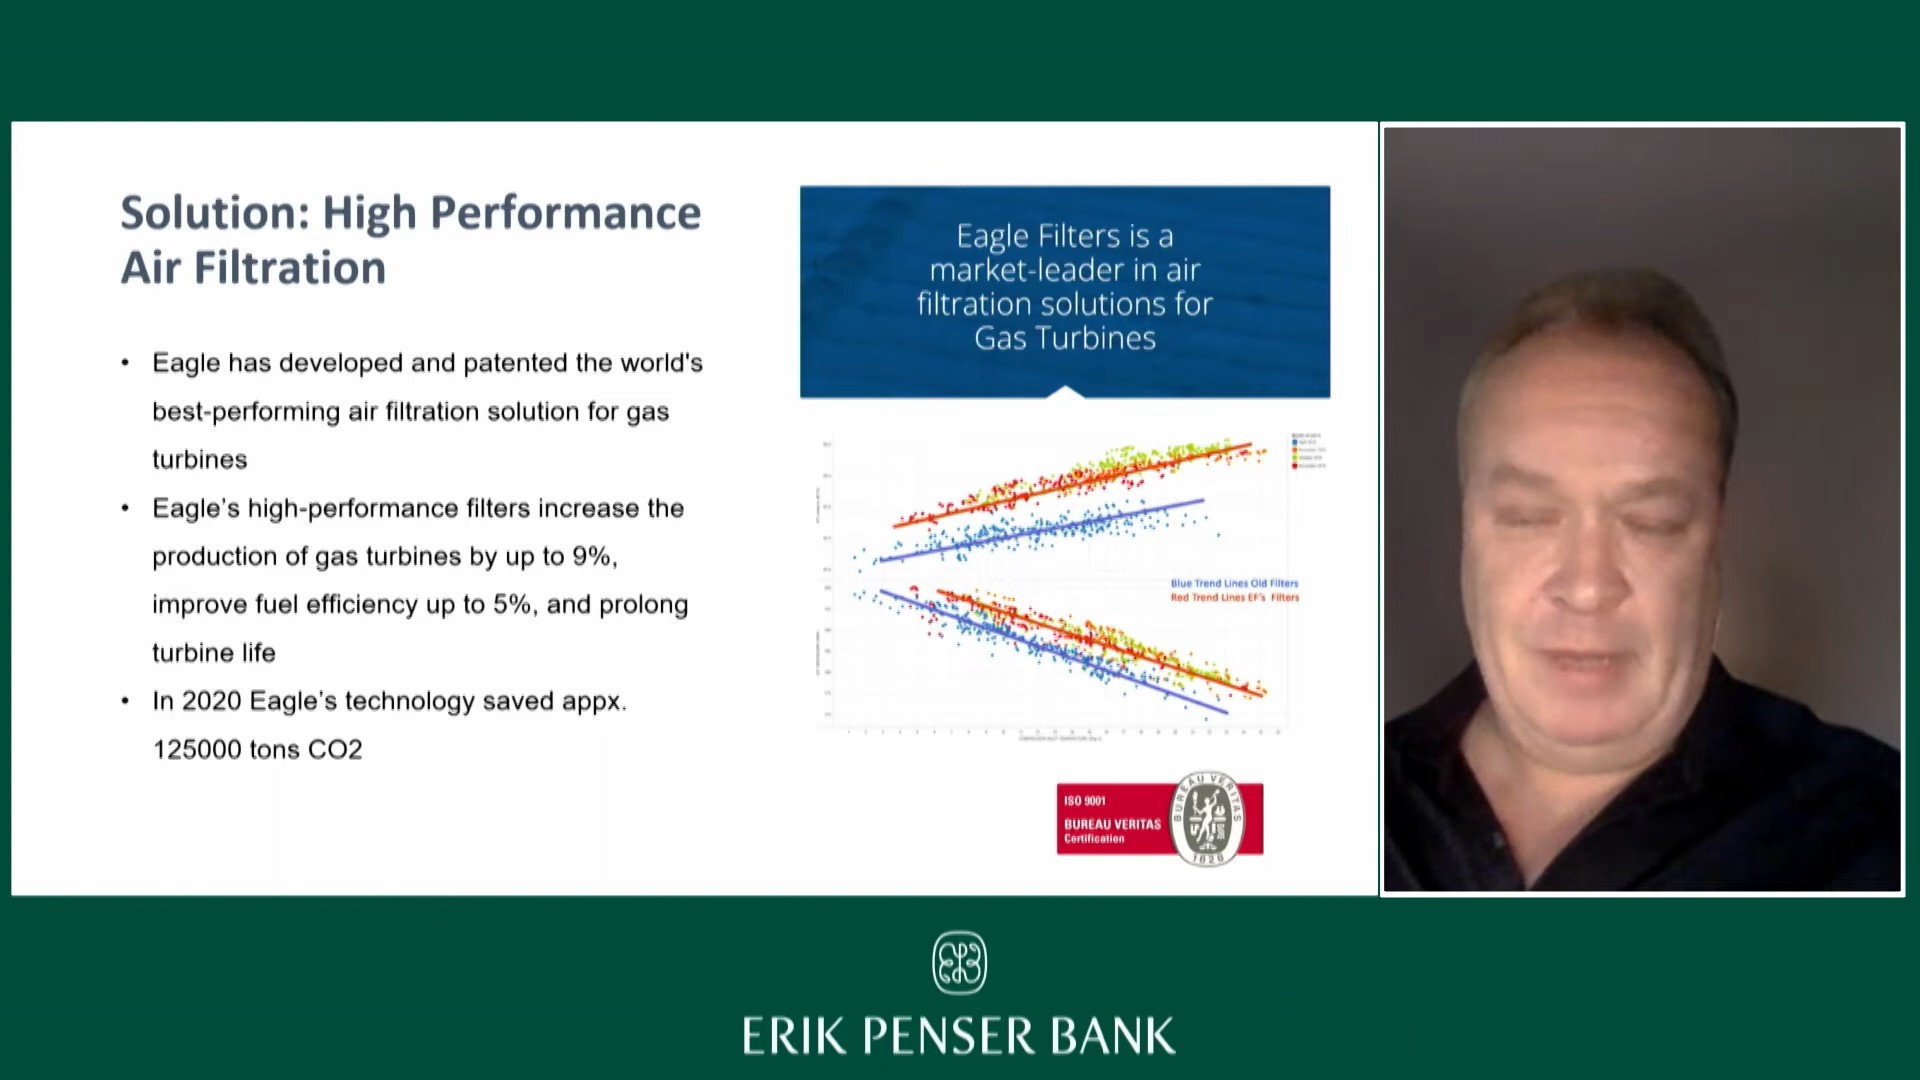 Solution: High Performance
Air Filtration
• Eagle has developed and patented the world's
best-performing air filtration solution for gas
turbines
• Eagle’s high-performance filters increase the
production of gas turbines by up to 9%,
improve fuel efficiency up to 5%, and prolong
turbine life
• In 2020 Eagle’s technology saved appx.
125000 tons CO2
Eagle Filters is a
market-leader in air
filtration solutions for
Gas Turbines
Blue Trend Lines Old Filters
Red Trend Lines EF's Filters
ISO 9001
BUREAU VERITAS
Certification
BUREAU VERITAS
1828
ERIK PENSER BANK